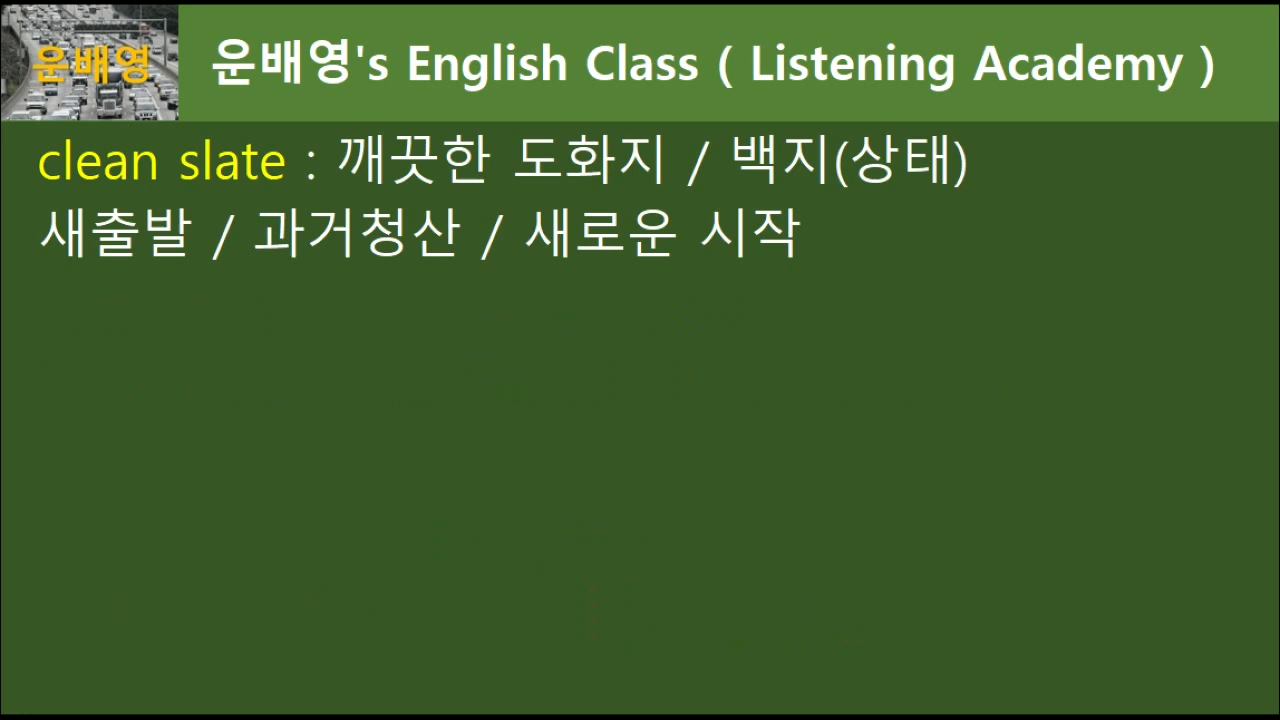 운배영
운배영's English Class ( Listening Academy )
clean slate : 깨끗한 도화지 / 백지(상태)
새출발 / 과거청산 / 새로운 시작